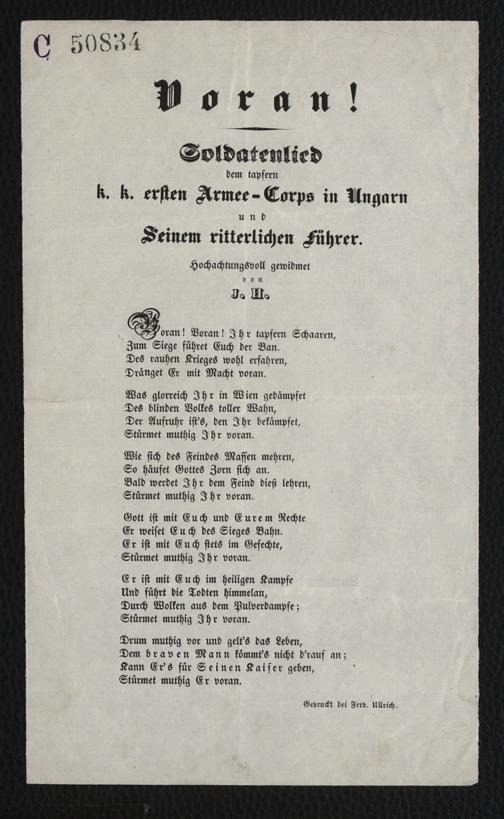 C 50834
Voran!
Soldatenlied
dem tapfern
k. k. ersten Armee-Corps in Ungarn
und
Seinem ritterlichen Führer.
Hochachtungsvoll gewidmet
von
J. H.
Voran! Voran! Ihr tapfern Schaaren,
Zum Siege führet Euch der Ban.
Des rauhen Krieges wohl erfahren,
Dränget Er mit Macht voran.
Was glorreich Ihr in Wien gedämpfet
Des blinden Volkes toller Wahn,
Der Aufruhr ist's, den Ihr bekämpfet,
Stürmet muthig Ihr voran.
Wie sich des Feindes Massen mehren,
So häufet Gottes Zorn sich an.
Bald werdet Ihr dem Feind dieß lehren,
Stürmet muthig Ihr voran.
Gott ist mit Euch und Eurem Rechte
Er weiset Euch des Sieges Bahn.
Er ist mit Euch stets im Gefechte,
Stürmet muthig Ihr voran.
Er ist mit Euch im heiligen Kampfe
Und führt die Todten himmelan,
Durch Wolken aus dem Pulverdampfe;
Stürmet muthig Ihr voran.
Drum muthig vor und gelt's das Leben,
Dem braven Mann kömmt's nicht d'rauf an;
Kann Er's für Seinen Kaiser geben,
Stürmet muthig Er voran.
Gedruckt bei Ferd. Ullrich.